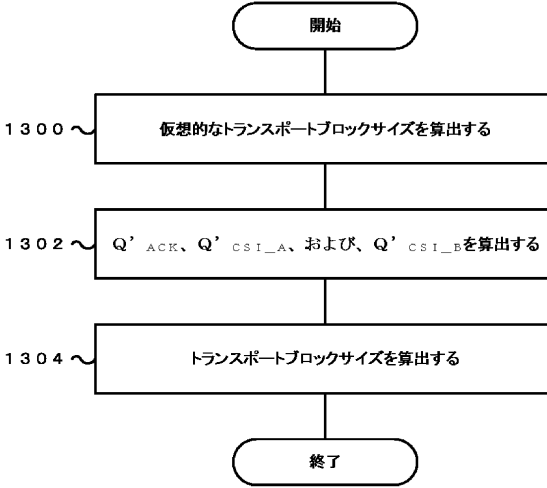 開始
1300
仮想的なトランスポートブロックサイズを算出する
1302
Q’ACK、Q’CSI_A、および、Q’CSI_Bを算出する
1304
トランスポートブロックサイズを算出する
終了